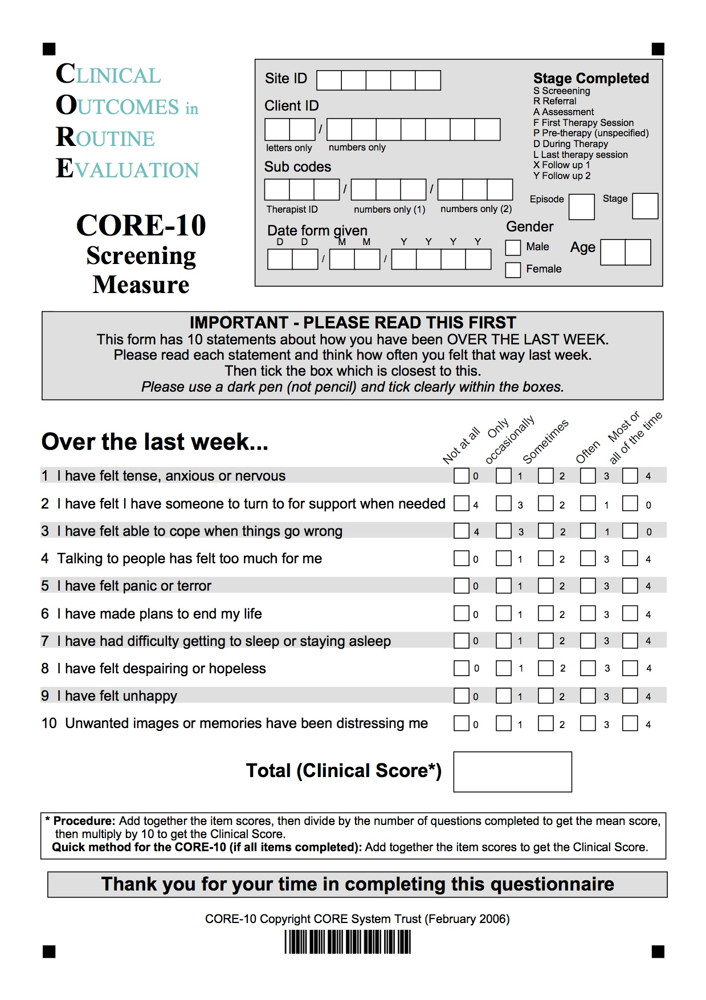 CLINICAL
OUTCOMES in
ROUTINE
EVALUATION
CORE-10
Screening
Measure
Site ID
Client ID
/
letters only numbers only
Sub codes
/ /
Therapist ID numbers only (1) numbers only (2)
Date form given
D D M M Y Y Y Y
/ /
Stage Completed
S Screeening
R Referral
A Assessment
F First Therapy Session
P Pre-therapy (unspecified)
D During Therapy
L Last therapy session
X Follow up 1
Y Follow up 2
Episode Stage
Gender
Male Age
Female
IMPORTANT - PLEASE READ THIS FIRST
This form has 10 statements about how you have been OVER THE LAST WEEK.
Please read each statement and think how often you felt that way last week.
Then tick the box which is closest to this.
Please use a dark pen (not pencil) and tick clearly within the boxes.
Over the last week...
Not at all
Only
occasionally
Sometimes
Often
Most or
all of the time
1 I have felt tense, anxious or nervous 0 1 2 3 4
2 I have felt I have someone to turn to for support when needed 4 3 2 1 0
3 I have felt able to cope when things go wrong 4 3 2 1 0
4 Talking to people has felt too much for me 0 1 2 3 4
5 I have felt panic or terror 0 1 2 3 4
6 I have made plans to end my life 0 1 2 3 4
7 I have had difficulty getting to sleep or staying asleep 0 1 2 3 4
8 I have felt despairing or hopeless 0 1 2 3 4
9 I have felt unhappy 0 1 2 3 4
10 Unwanted images or memories have been distressing me 0 1 2 3 4
Total (Clinical Score*)
* Procedure: Add together the item scores, then divide by the number of questions completed to get the mean score,
then multiply by 10 to get the Clinical Score.
Quick method for the CORE-10 (if all items completed): Add together the item scores to get the Clinical Score.
Thank you for your time in completing this questionnaire
CORE-10 Copyright CORE System Trust (February 2006)